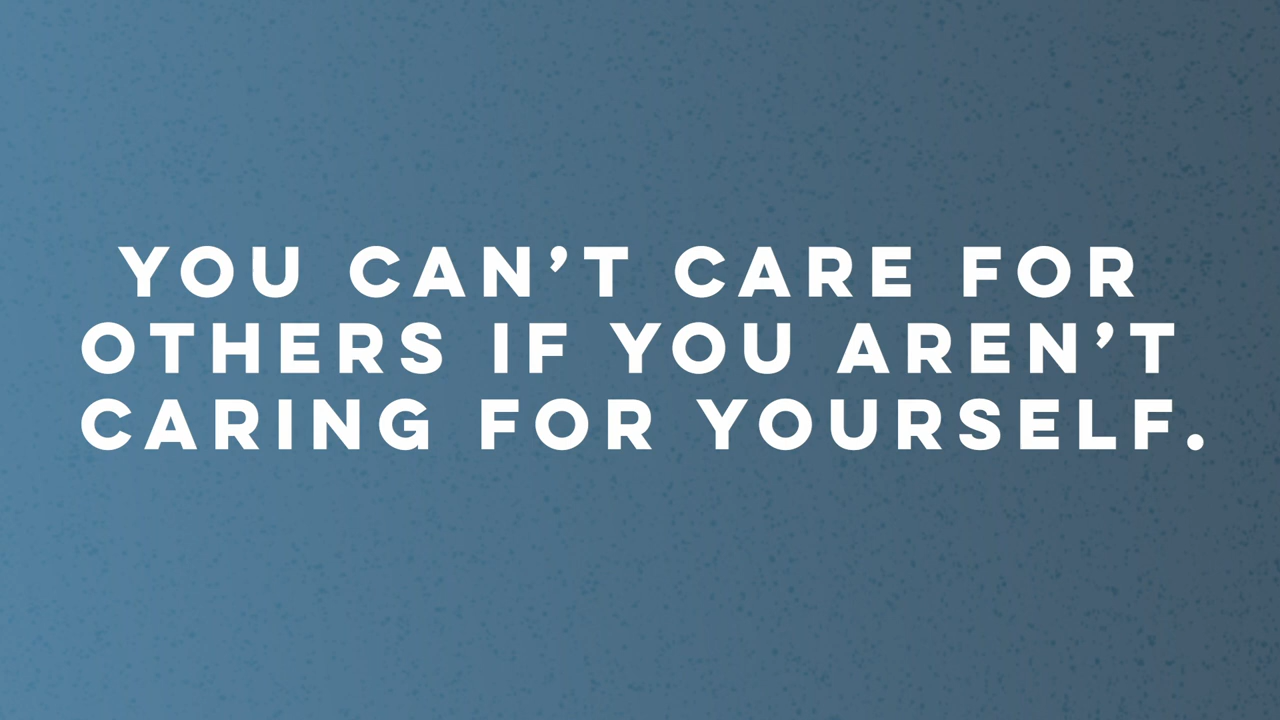 YOU CAN’T CARE FOR
OTHERS IF YOU AREN’T
CARING FOR YOURSELF.